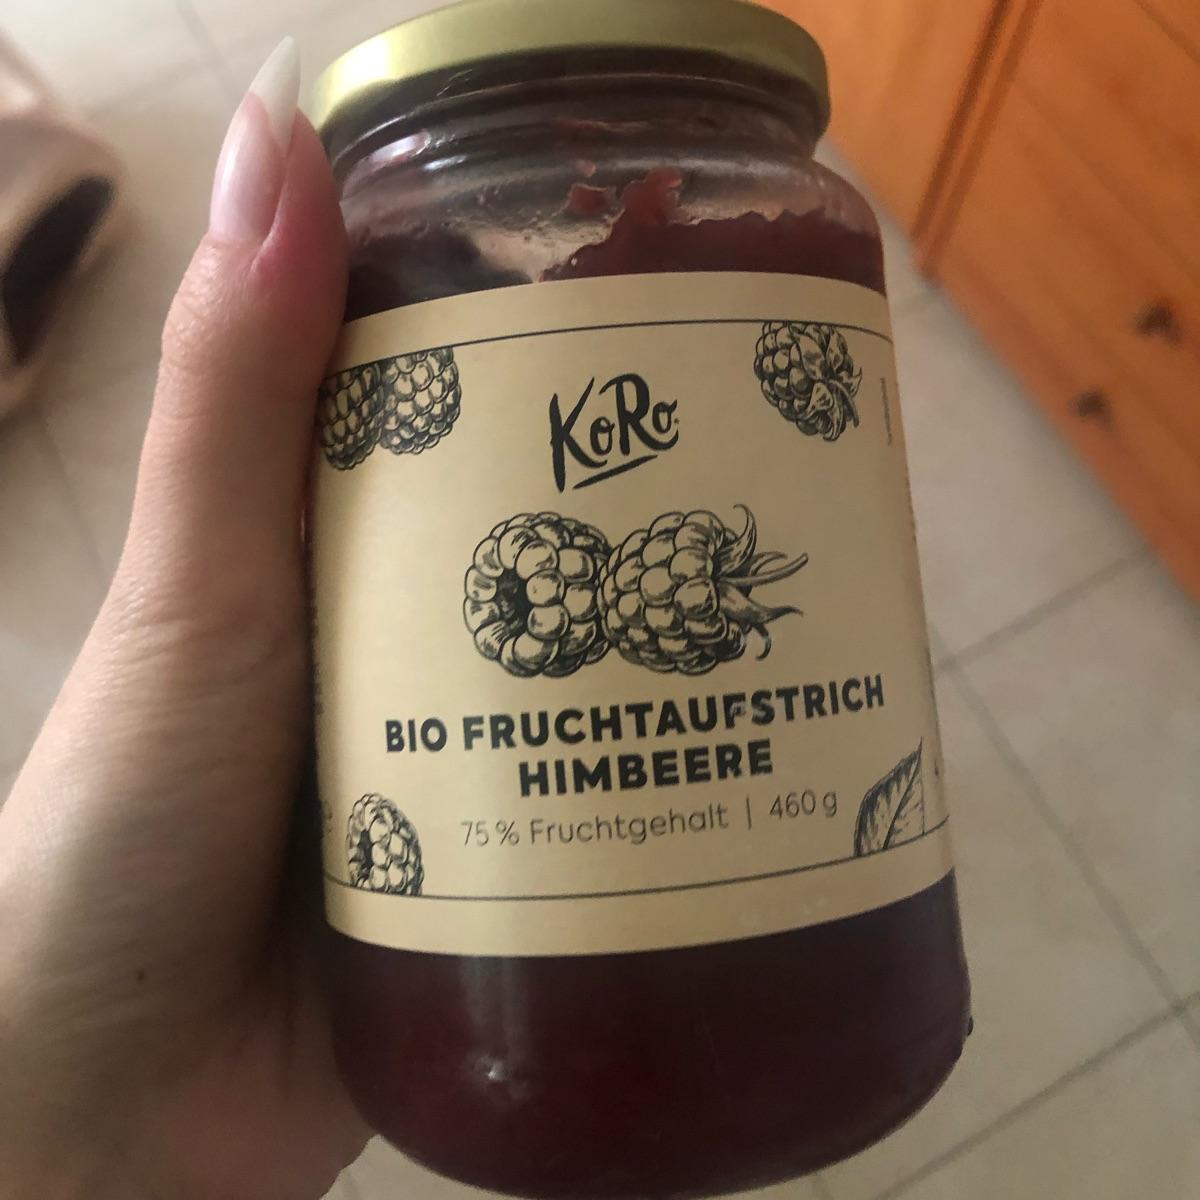 KoRo
BIO FRUCHTAUFSTRICH
HIMBEERE
75 % Fruchtgehalt | 460 g